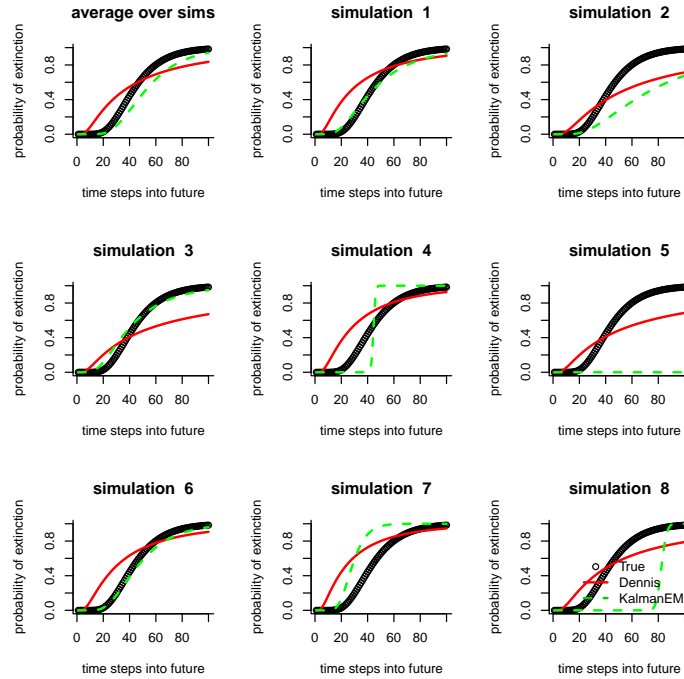 average over sims
simulation 1
simulation 2
probability of extinction
0.0 0.4 0.8
20 40 60 80
0
time steps into future
probability of extinction
0.0 0.4 0.8
0 20 40 60 80
time steps into future
probability of extinction
0.0 0.4 0.8
0 20 40 60 80
time steps into future
simulation 3
simulation 4
simulation 5
probability of extinction
0.0 0.4 0.8
0 20 40 60 80
time steps into future
probability of extinction
0.0 0.4 0.8
0 20 40 60 80
time steps into future
probability of extinction
0.0 0.4 0.8
0 20 40 60 80
time steps into future
simulation 6
simulation 7
simulation 8
probability of extinction
0.0 0.4 0.8
0 20 40 60 80
time steps into future
probability of extinction
0.0 0.4 0.8
0 20 40 60 80
time steps into future
probability of extinction
0.0 0.4 0.8
True
Dennis
KalmanEM
0 20 40 60 80
time steps into future